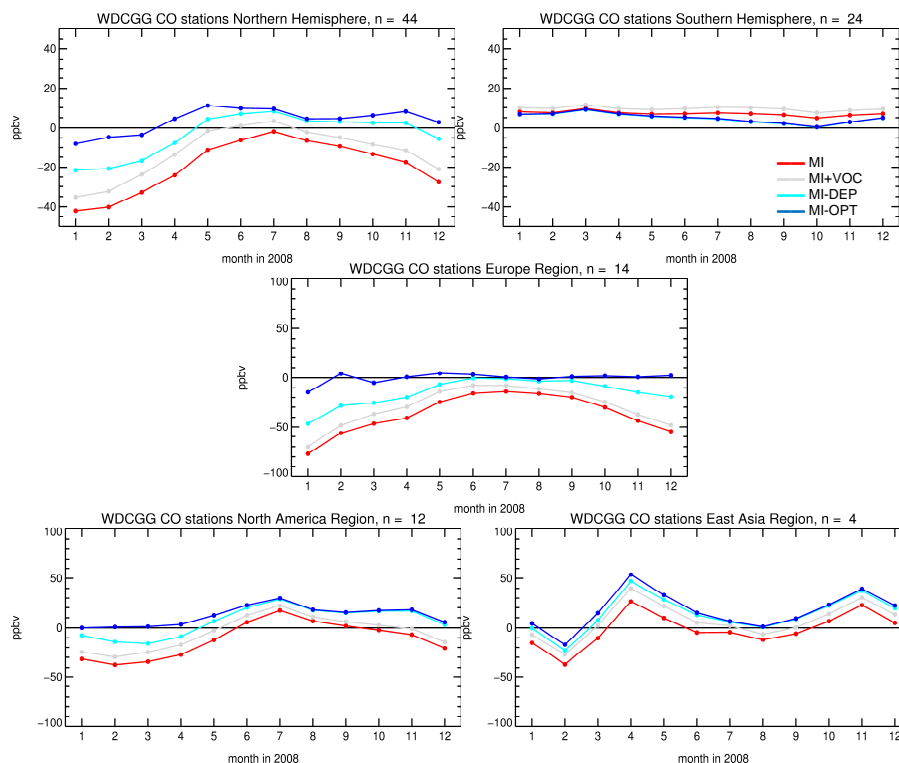 WDCGG CO stations Northern Hemisphere, n = 44
40
20
0
−20
−40
ppbv
1 2 3 4 5 6 7 8 9 10 11 12
month in 2008
WDCGG CO stations Southern Hemisphere, n = 24
40
20
0
−20
−40
ppbv
MI
MI+VOC
MI-DEP
MI-OPT
1 2 3 4 5 6 7 8 9 10 11 12
month in 2008
WDCGG CO stations Europe Region, n = 14
100
50
0
−50
−100
ppbv
1 2 3 4 5 6 7 8 9 10 11 12
month in 2008
WDCGG CO stations North America Region, n = 12
100
50
0
−50
−100
ppbv
1 2 3 4 5 6 7 8 9 10 11 12
month in 2008
WDCGG CO stations East Asia Region, n = 4
100
50
0
−50
−100
ppbv
1 2 3 4 5 6 7 8 9 10 11 12
month in 2008